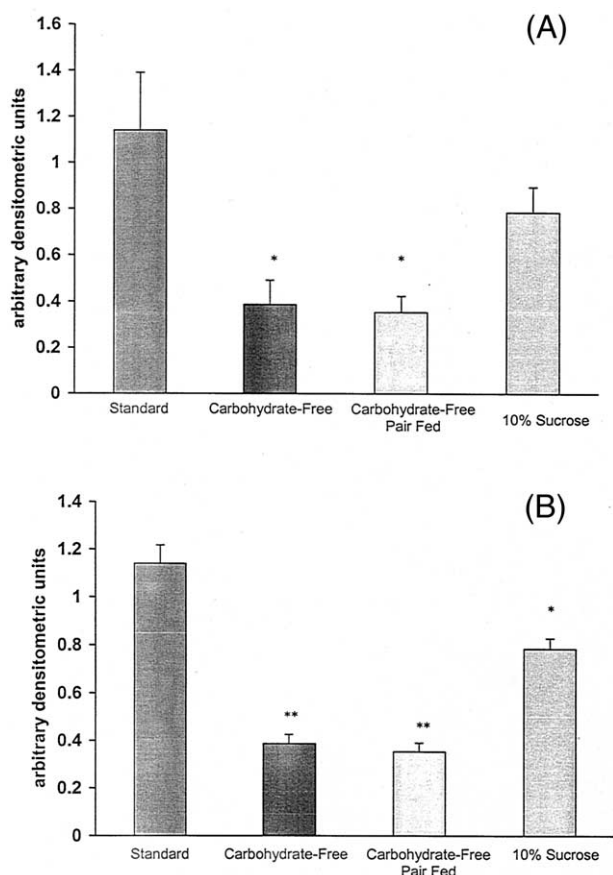 (A)
arbitrary densitometric units
1.6
1.4
1.2
1
0.8
0.6
0.4
0.2
0
*
*
Standard
Carbohydrate-Free
Carbohydrate-Free
Pair Fed
10% Sucrose
(B)
arbitrary densitometric units
1.4
1.2
1
0.8
0.6
0.4
0.2
0
**
**
*
Standard
Carbohydrate-Free
Carbohydrate-Free
Pair Fed
10% Sucrose